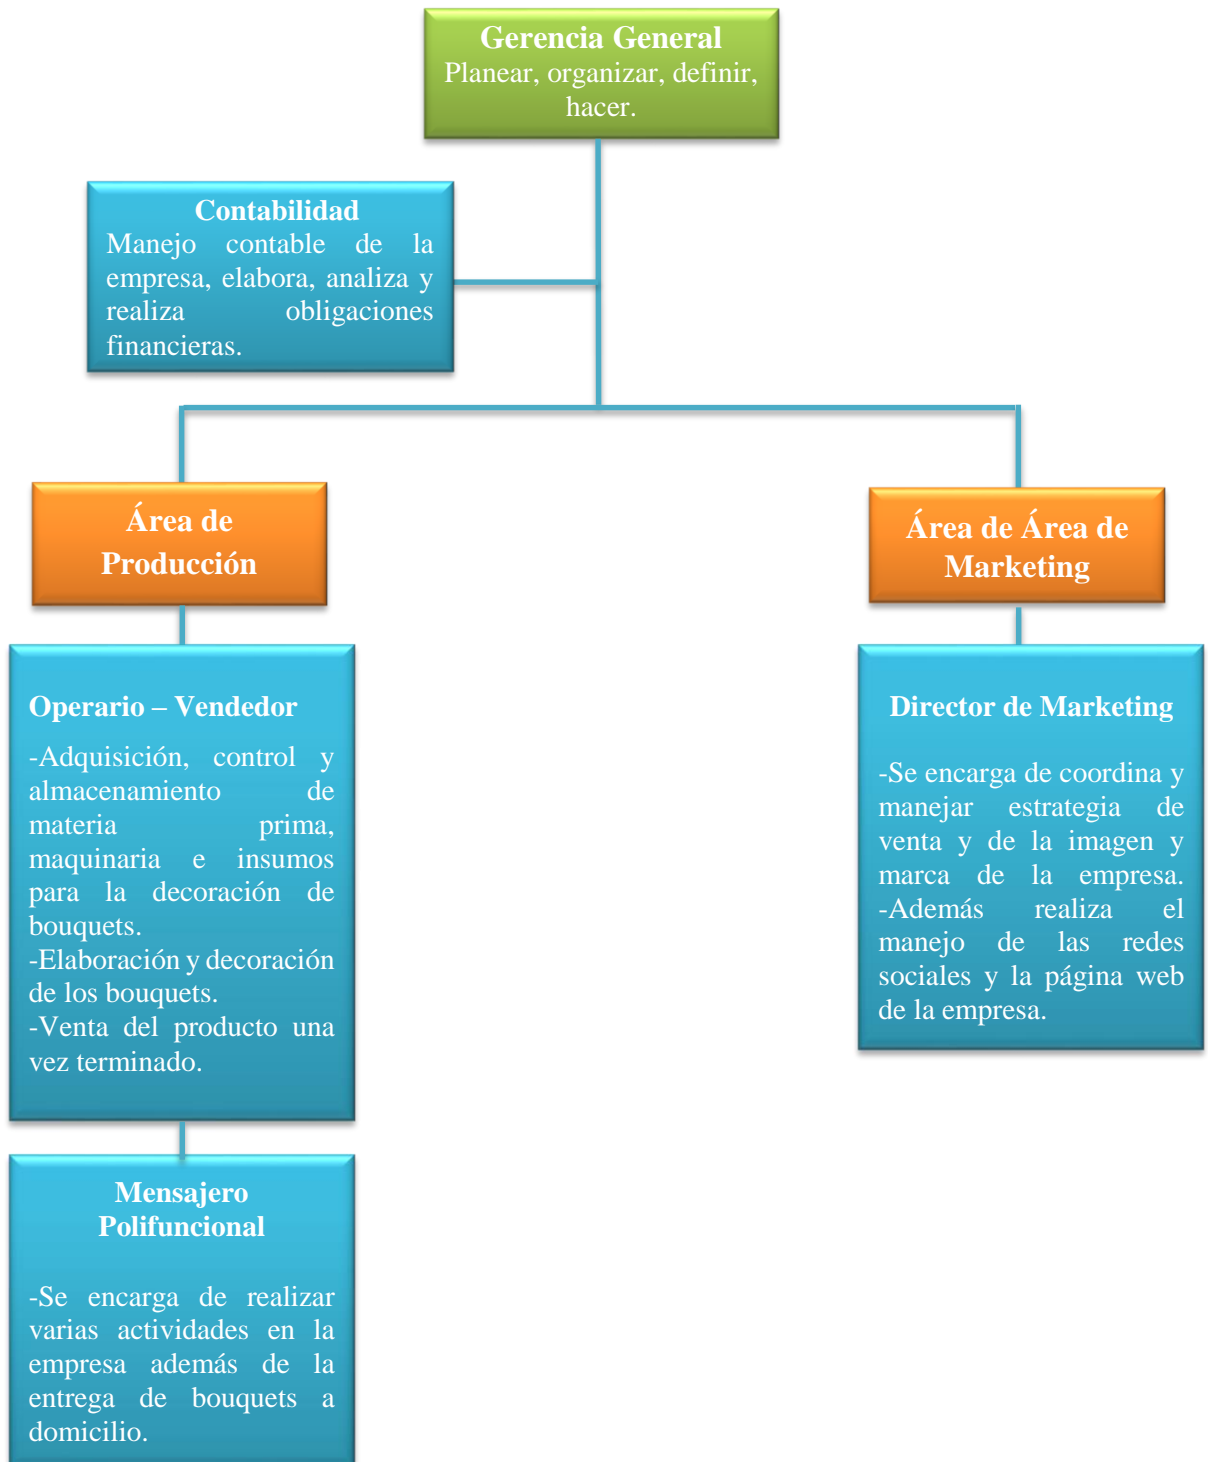 Gerencia General
Planear, organizar, definir,
hacer.
Contabilidad
Manejo contable de la
empresa, elabora, analiza y
realiza obligaciones
financieras.
Área de
Producción
Área de Área de
Marketing
Operario – Vendedor
-Adquisición, control y
almacenamiento de
materia prima,
maquinaria e insumos
para la decoración de
bouquets.
-Elaboración y decoración
de los bouquets.
-Venta del producto una
vez terminado.
Director de Marketing
-Se encarga de coordina y
manejar estrategia de
venta y de la imagen y
marca de la empresa.
-Además realiza el
manejo de las redes
sociales y la página web
de la empresa.
Mensajero
Polifuncional
-Se encarga de realizar
varias actividades en la
empresa además de la
entrega de bouquets a
domicilio.